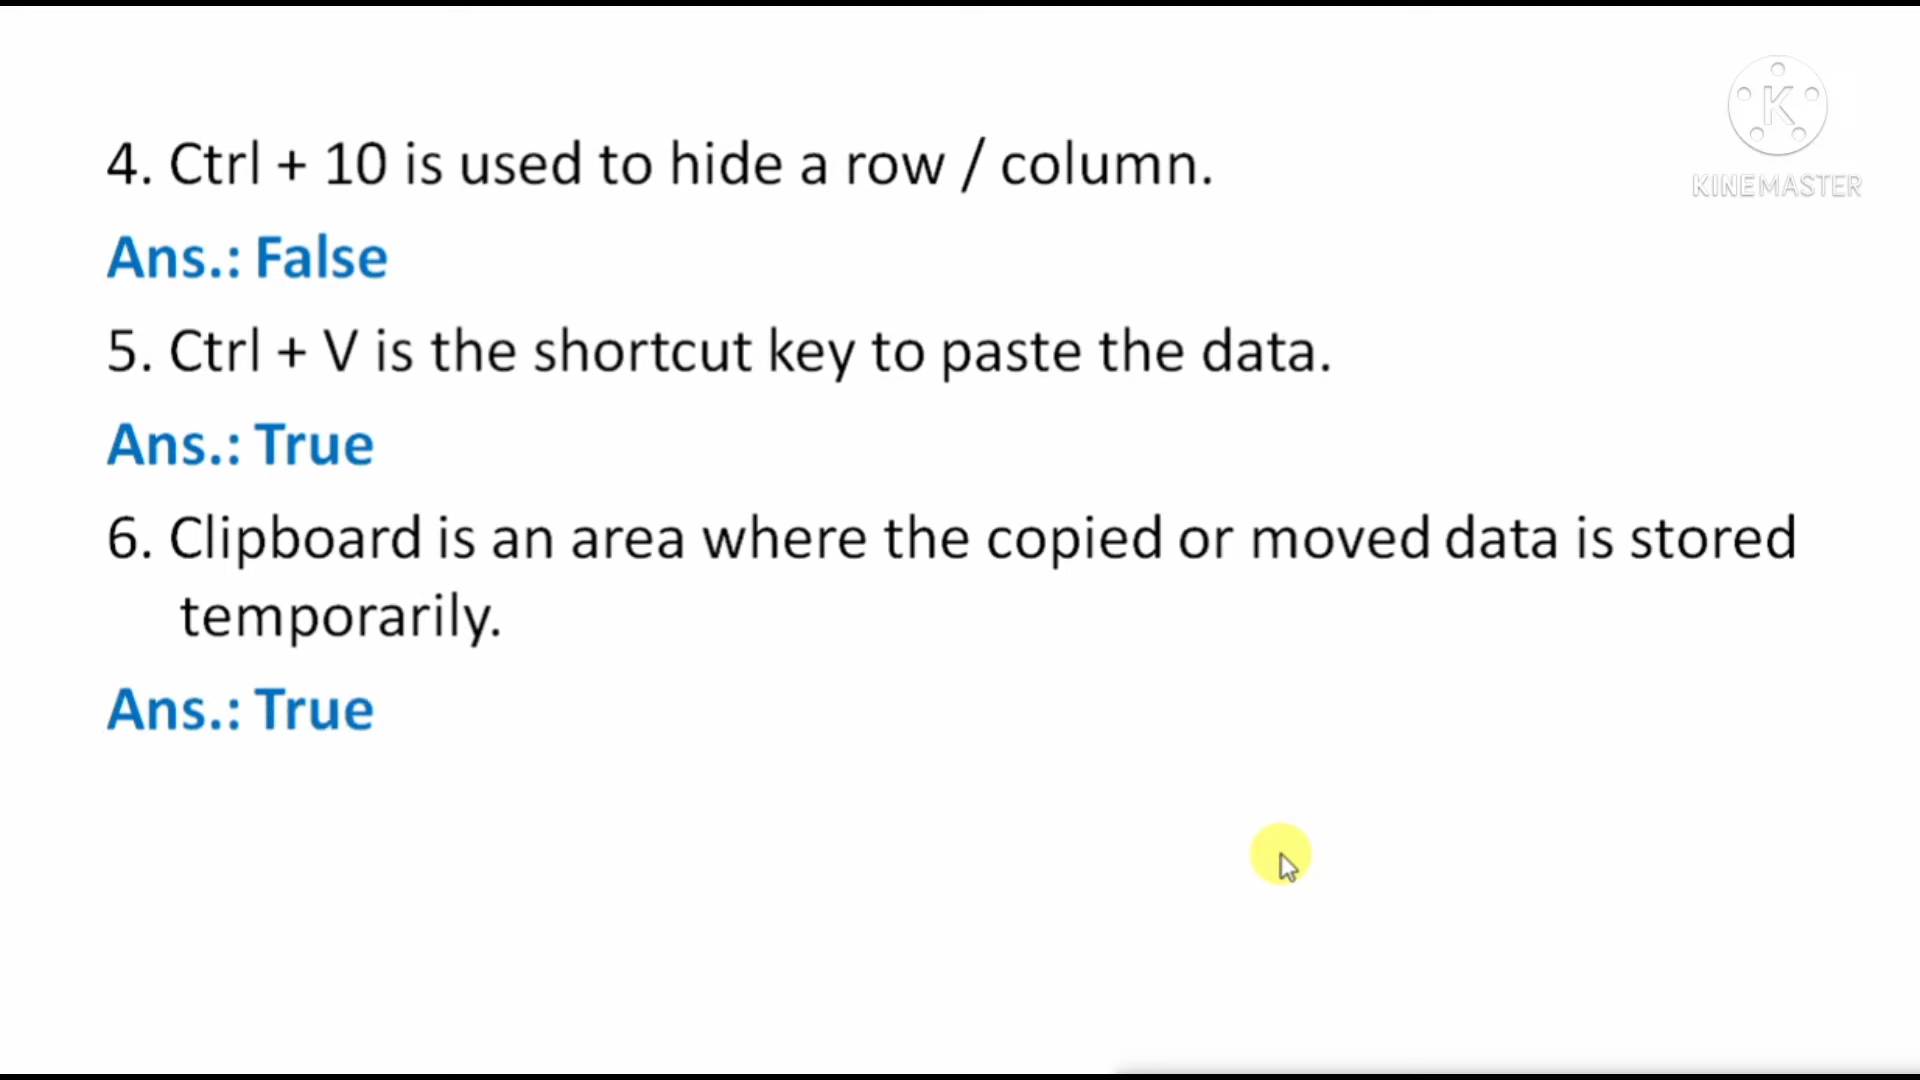 4. Ctrl + 10 is used to hide a row / column.
Ans.: False
5. Ctrl + V is the shortcut key to paste the data.
Ans.: True
6. Clipboard is an area where the copied or moved data is stored
temporarily.
Ans.: True
K
KINEMASTER